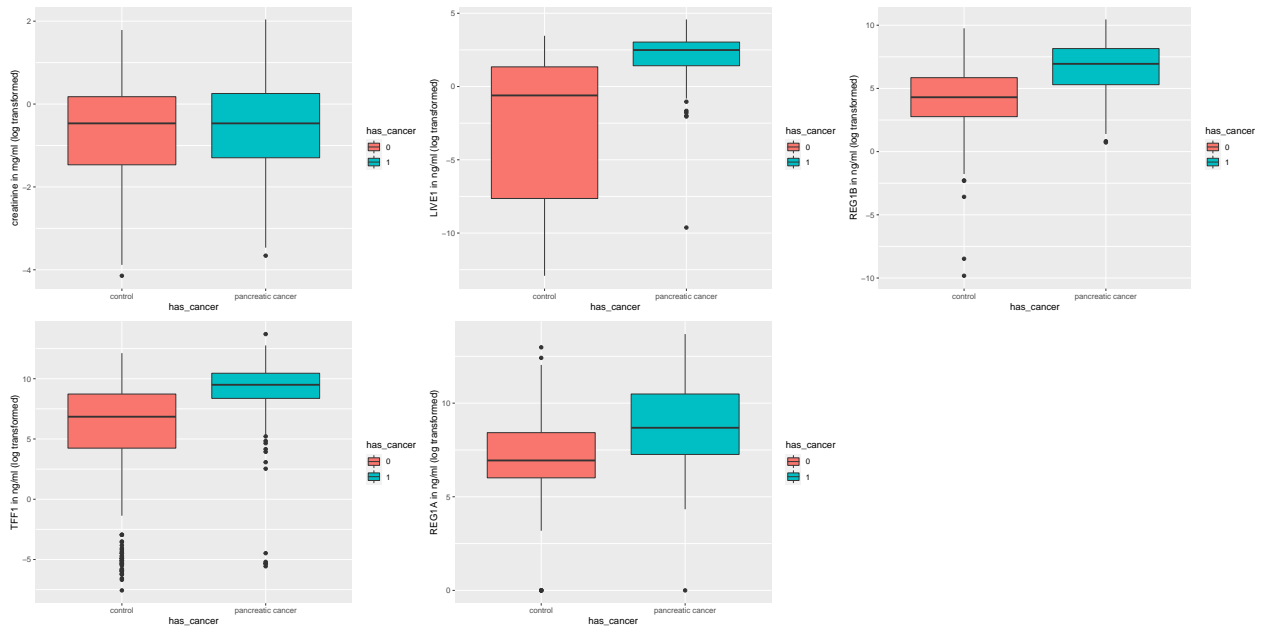 creatinine in mg/ml (log transformed)
2
0
−2
−4
control
pancreatic cancer
has_cancer
has_cancer
0
1
LIVE1 in ng/ml (log transformed)
5
0
−5
−10
control
pancreatic cancer
has_cancer
has_cancer
0
1
REG1B in ng/ml (log transformed)
10
5
0
−5
−10
control
pancreatic cancer
has_cancer
has_cancer
0
1
TFF1 in ng/ml (log transformed)
10
5
0
−5
control
pancreatic cancer
has_cancer
has_cancer
0
1
REG1A in ng/ml (log transformed)
10
5
0
control
pancreatic cancer
has_cancer
has_cancer
0
1